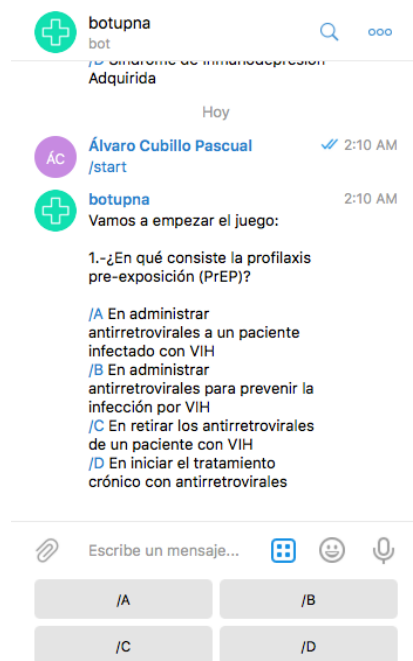 botupna
bot
/D Síndrome de Inmunodepresión
Adquirida
Hoy
ÁC
Álvaro Cubillo Pascual
2:10 AM
/start
botupna
2:10 AM
Vamos a empezar el juego:
1.-¿En qué consiste la profilaxis
pre-exposición (PrEP)?
/A En administrar
antirretrovirales a un paciente
infectado con VIH
/B En administrar
antirretrovirales para prevenir la
infección por VIH
/C En retirar los antirretrovirales
de un paciente con VIH
/D En iniciar el tratamiento
crónico con antirretrovirales
Escribe un mensaje...
/A
/B
/C
/D